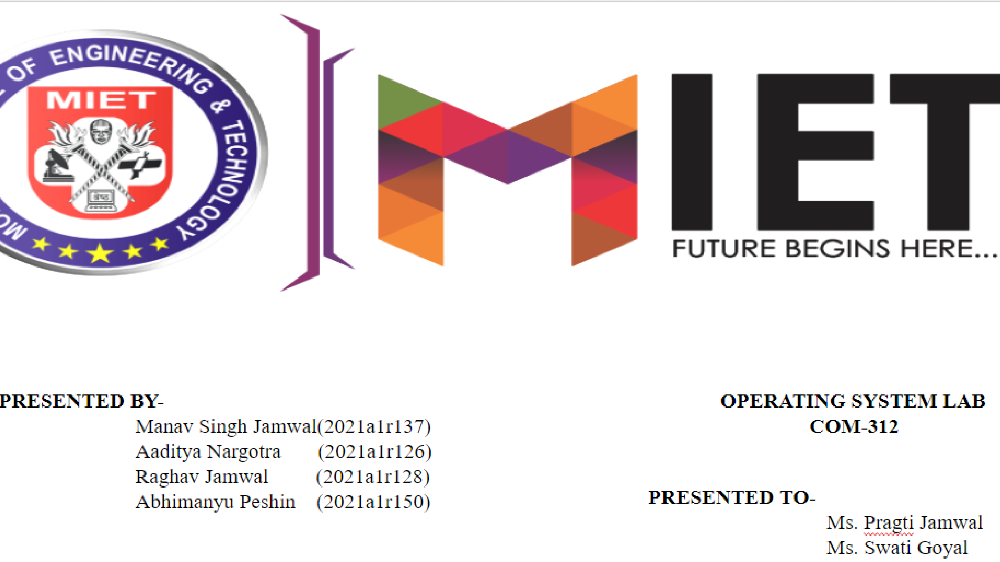 OF ENGINEERING & TECHNOLOGY
MIET
MIET
FUTURE BEGINS HERE...
PRESENTED BY-
Manav Singh Jamwal(2021a1r137)
Aaditya Nargotra (2021a1r126)
Raghav Jamwal (2021a1r128)
Abhimanyu Peshin (2021a1r150)
OPERATING SYSTEM LAB
COM-312
PRESENTED TO-
Ms. Pragti Jamwal
Ms. Swati Goyal